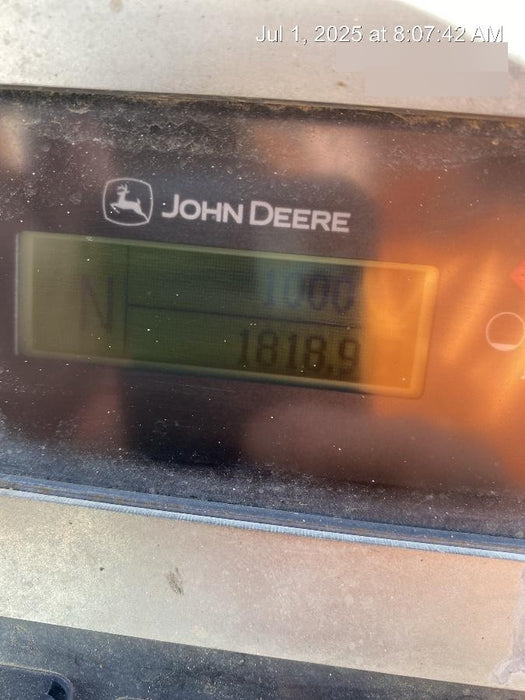 Jul 1, 2025 at 8:07:42 AM
JOHN DEERE
N
1000
1818.9